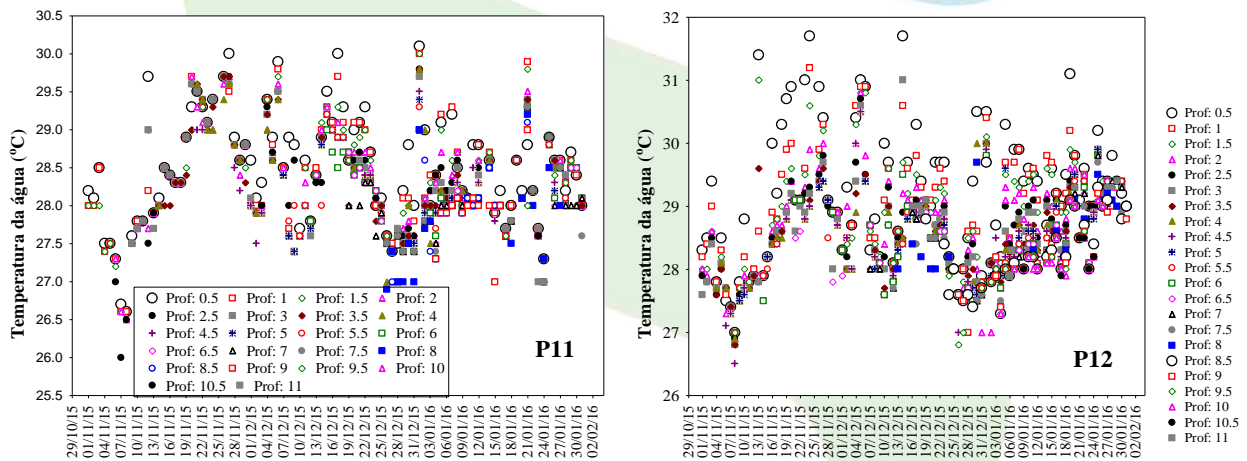 Temperatura da água (ºC)
30.5
30.0
29.5
29.0
28.5
28.0
27.5
27.0
26.5
26.0
25.5
Prof: 0.5 Prof: 1 Prof: 1.5 Prof: 2
Prof: 2.5 Prof: 3 Prof: 3.5 Prof: 4
Prof: 4.5 Prof: 5 Prof: 5.5 Prof: 6
Prof: 6.5 Prof: 7 Prof: 7.5 Prof: 8
Prof: 8.5 Prof: 9 Prof: 9.5 Prof: 10
Prof: 10.5 Prof: 11
P11
29/10/15
01/11/15
04/11/15
07/11/15
10/11/15
13/11/15
16/11/15
19/11/15
22/11/15
25/11/15
28/11/15
01/12/15
04/12/15
07/12/15
10/12/15
13/12/15
16/12/15
19/12/15
22/12/15
25/12/15
28/12/15
31/12/15
03/01/16
06/01/16
09/01/16
12/01/16
15/01/16
18/01/16
21/01/16
24/01/16
27/01/16
30/01/16
02/02/16
Temperatura da água (ºC)
32
31
30
29
28
27
26
P12
29/10/15
01/11/15
04/11/15
07/11/15
10/11/15
13/11/15
16/11/15
19/11/15
22/11/15
25/11/15
28/11/15
01/12/15
04/12/15
07/12/15
10/12/15
13/12/15
16/12/15
19/12/15
22/12/15
25/12/15
28/12/15
31/12/15
03/01/16
06/01/16
09/01/16
12/01/16
15/01/16
18/01/16
21/01/16
24/01/16
27/01/16
30/01/16
02/02/16
Prof: 0.5
Prof: 1
Prof: 1.5
Prof: 2
Prof: 2.5
Prof: 3
Prof: 3.5
Prof: 4
Prof: 4.5
Prof: 5
Prof: 5.5
Prof: 6
Prof: 6.5
Prof: 7
Prof: 7.5
Prof: 8
Prof: 8.5
Prof: 9
Prof: 9.5
Prof: 10
Prof: 10.5
Prof: 11